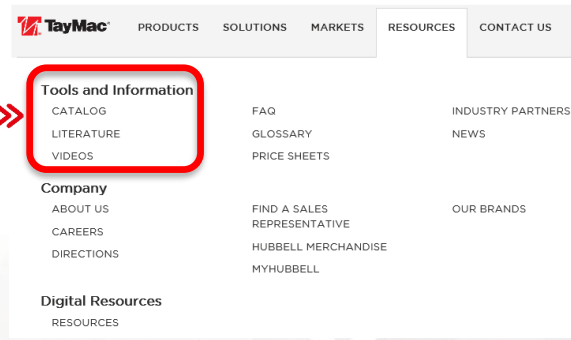 TayMac PRODUCTS SOLUTIONS MARKETS RESOURCES CONTACT US
Tools and Information
CATALOG FAQ INDUSTRY PARTNERS
LITERATURE GLOSSARY NEWS
VIDEOS PRICE SHEETS
Company
ABOUT US FIND A SALES OUR BRANDS
REPRESENTATIVE
CAREERS
HUBBELL MERCHANDISE
DIRECTIONS
MYHUBBELL
Digital Resources
RESOURCES